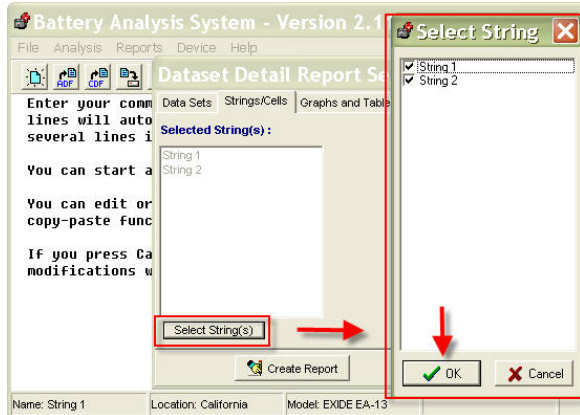 Battery Analysis System - Version 2.1
File Analysis Reports Device Help
ADF CDF
Enter your comm
lines will auto
several lines i
You can start a
You can edit or
copy-paste func
If you press Ca
modifications w
Dataset Detail Report Se
Data Sets Strings/Cells Graphs and Table
Selected String(s) :
String 1
String 2
Select String(s)
Create Report
Select String
String 1
String 2
OK Cancel
Name: String 1 Location: California Model: EXIDE EA-13